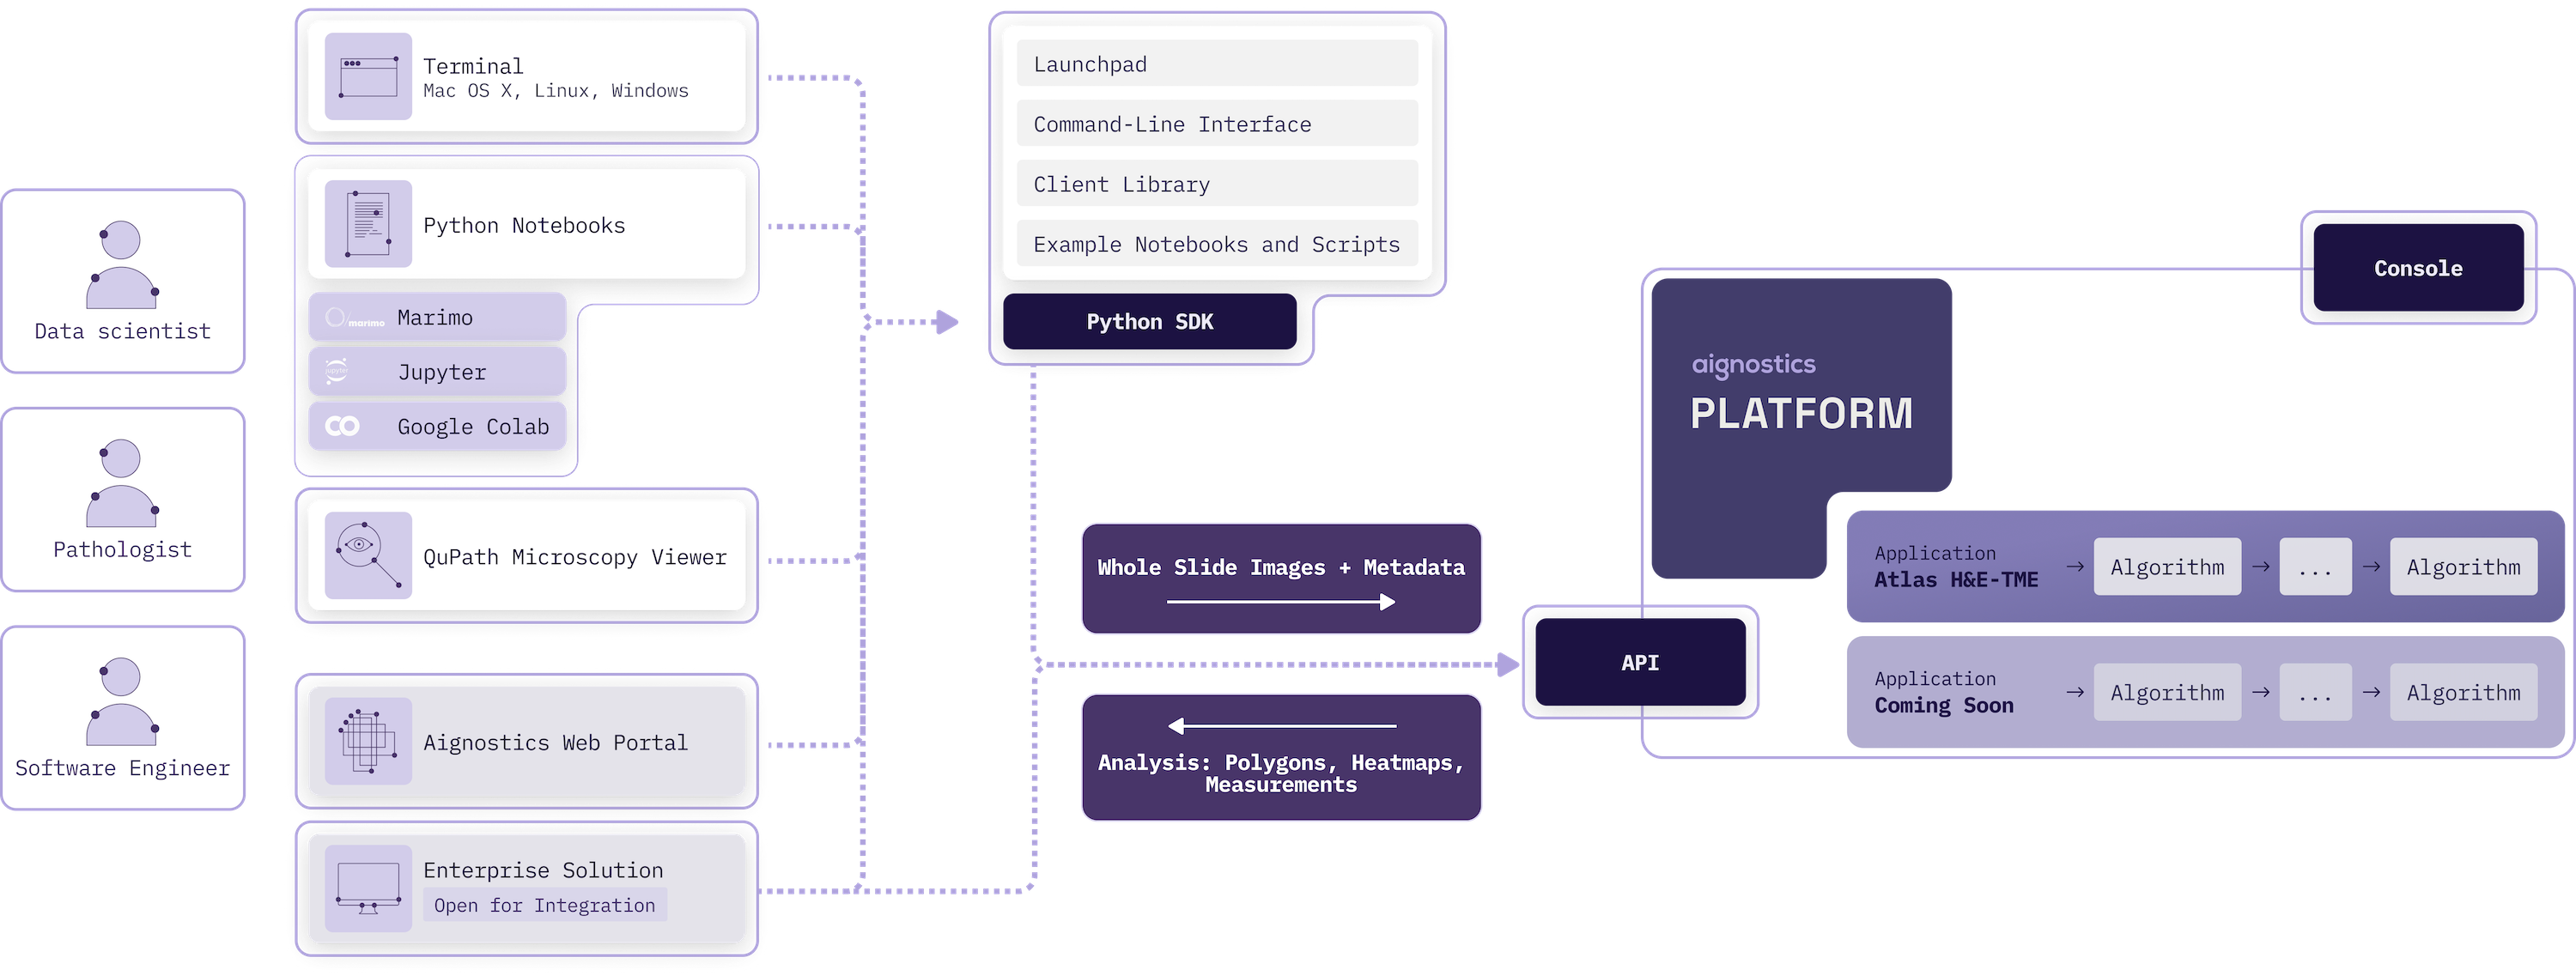 Data scientist
Pathologist
Software Engineer
Terminal
Mac OS X, Linux, Windows
Python Notebooks
marimo
Marimo
jupyter
Jupyter
Google Colab
QuPath Microscopy Viewer
Aignostics Web Portal
Enterprise Solution
Open for Integration
Launchpad
Command-Line Interface
Client Library
Example Notebooks and Scripts
Python SDK
Whole Slide Images + Metadata
Analysis: Polygons, Heatmaps,
Measurements
API
Console
aignostics
PLATFORM
Application
Atlas H&E-TME
→ Algorithm → ... → Algorithm
Application
Coming Soon
→ Algorithm → ... → Algorithm